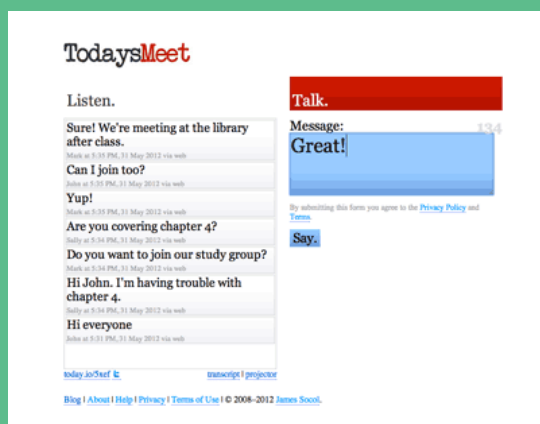 TodaysMeet
Listen.
Sure! We're meeting at the library
after class.
Mark at 5:35 PM, 31 May 2012 via web
Can I join too?
John at 5:35 PM, 31 May 2012 via web
Yup!
Mark at 5:35 PM, 31 May 2012 via web
Are you covering chapter 4?
Sally at 5:34 PM, 31 May 2012 via web
Do you want to join our study group?
Mark at 5:34 PM, 31 May 2012 via web
Hi John. I'm having trouble with
chapter 4.
Sally at 5:34 PM, 31 May 2012 via web
Hi everyone
John at 5:31 PM, 31 May 2012 via web
transcript | projector
Talk.
Message:
134
Great!
By submitting this form you agree to the Privacy Policy and
Terms.
Say.
Blog | About | Help | Privacy | Terms of Use | © 2008–2012 James Socol.